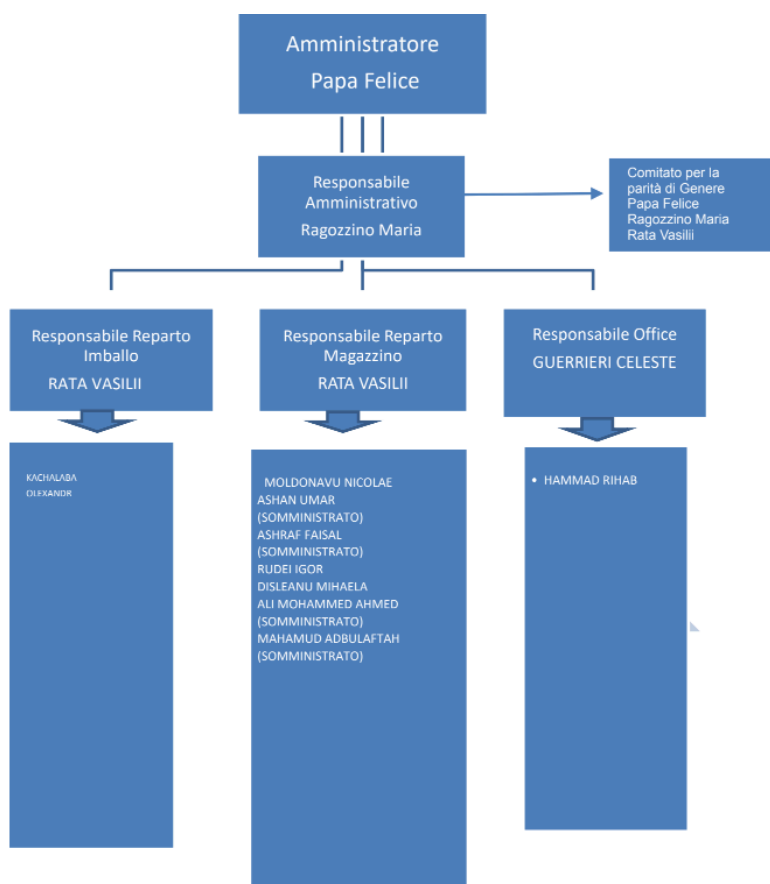 Amministratore
Papa Felice
Responsabile
Amministrativo
Ragozzino Maria
Comitato per la
parità di Genere
Papa Felice
Ragozzino Maria
Rata Vasilii
Responsabile Reparto
Imballo
RATA VASILII
Responsabile Reparto
Magazzino
RATA VASILII
Responsabile Office
GUERRIERI CELESTE
KACHALABA
OLEXANDR
MOLDONAVU NICOLAE
ASHAN UMAR
(SOMMINISTRATO)
ASHRAF FAISAL
(SOMMINISTRATO)
RUDEI IGOR
DISLEANU MIHAELA
ALI MOHAMMED AHMED
(SOMMINISTRATO)
MAHAMUD ADBULAFTAH
(SOMMINISTRATO)
• HAMMAD RIHAB